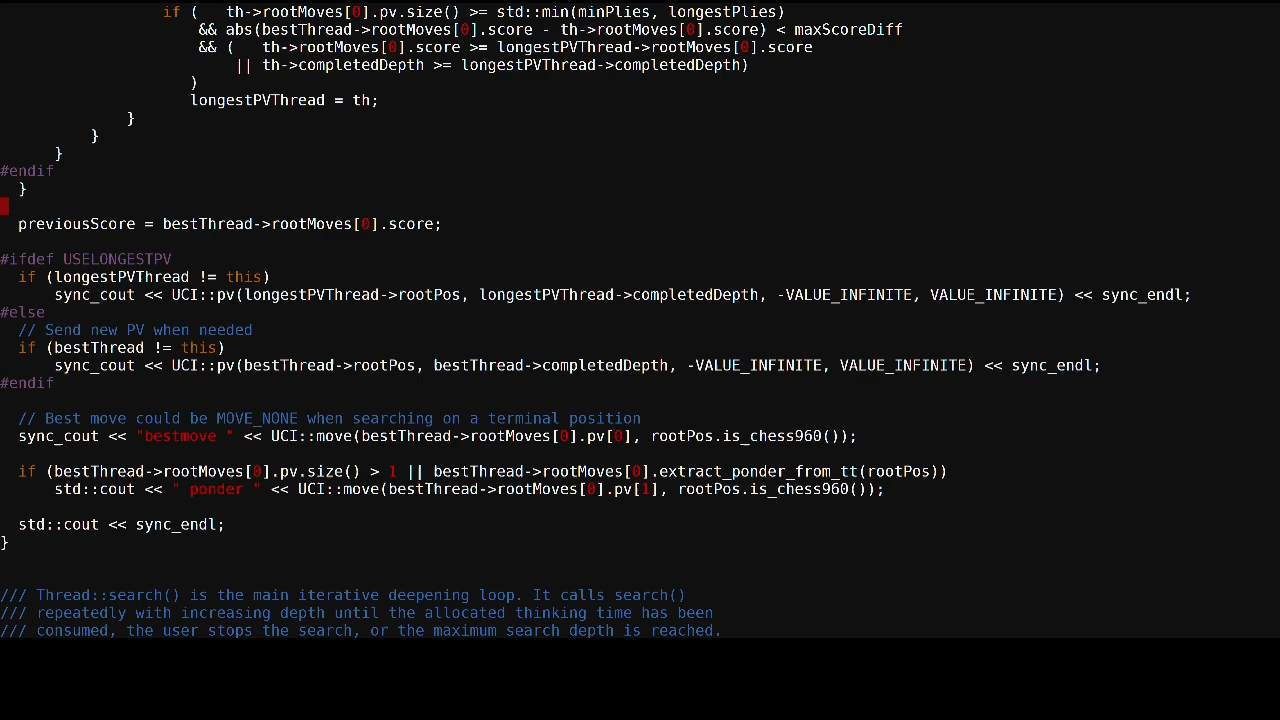 if (   th->rootMoves[0].pv.size() >= std::min(minPlies, longestPlies)
&& abs(bestThread->rootMoves[0].score - th->rootMoves[0].score) < maxScoreDiff
&& (   th->rootMoves[0].score >= longestPVThread->rootMoves[0].score
|| th->completedDepth >= longestPVThread->completedDepth)
)
longestPVThread = th;
}
}
}
#endif
}
previousScore = bestThread->rootMoves[0].score;
#ifdef USELONGESTPV
if (longestPVThread != this)
sync_cout << UCI::pv(longestPVThread->rootPos, longestPVThread->completedDepth, -VALUE_INFINITE, VALUE_INFINITE) << sync_endl;
#else
// Send new PV when needed
if (bestThread != this)
sync_cout << UCI::pv(bestThread->rootPos, bestThread->completedDepth, -VALUE_INFINITE, VALUE_INFINITE) << sync_endl;
#endif
// Best move could be MOVE_NONE when searching on a terminal position
sync_cout << "bestmove " << UCI::move(bestThread->rootMoves[0].pv[0], rootPos.is_chess960());
if (bestThread->rootMoves[0].pv.size() > 1 || bestThread->rootMoves[0].extract_ponder_from_tt(rootPos))
std::cout << " ponder " << UCI::move(bestThread->rootMoves[0].pv[1], rootPos.is_chess960());
std::cout << sync_endl;
}
/// Thread::search() is the main iterative deepening loop. It calls search()
/// repeatedly with increasing depth until the allocated thinking time has been
/// consumed, the user stops the search, or the maximum search depth is reached.